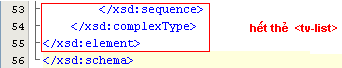 53 </xsd:sequence>
54 </xsd:complexType> hết thẻ <tv-list>
55 </xsd:element>
56 </xsd:schema>